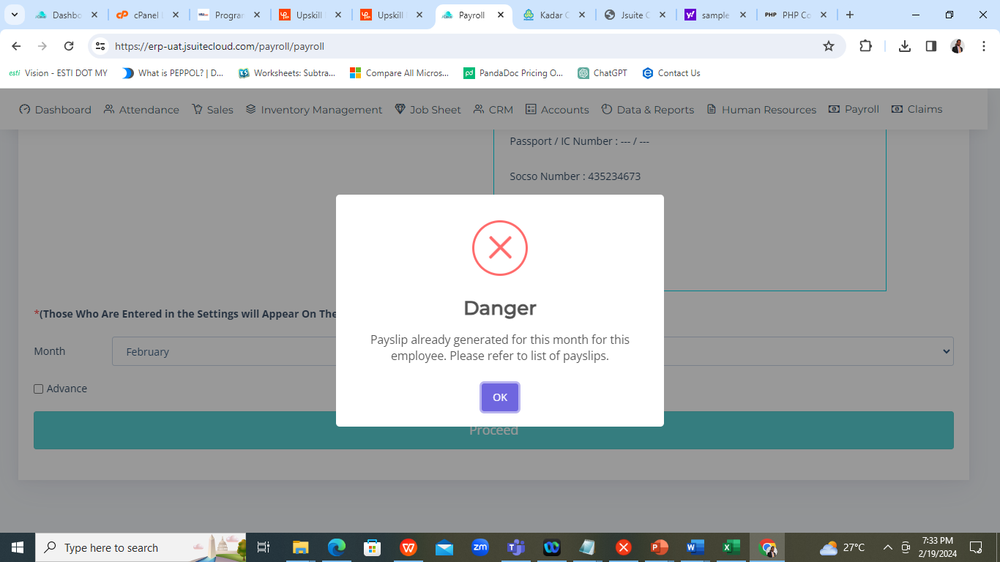 Dashbo
cPanel
Program
Upskill
Upskill
Payroll
Kadar C
Jsuite C
sample
PHP PHP Co
https://erp-uat.jsuitecloud.com/payroll/payroll
esti Vision - ESTI DOT MY
What is PEPPOL? | D...
Worksheets: Subtra...
Compare All Micros...
pd PandaDoc Pricing O...
ChatGPT
Contact Us
Dashboard
Attendance
Sales
Inventory Management
Job Sheet
CRM
Accounts
Data & Reports
Human Resources
Payroll
Claims
Passport / IC Number : --- / ---
Socso Number : 435234673
Danger
Payslip already generated for this month for this
employee. Please refer to list of payslips.
OK
*(Those Who Are Entered in the Settings will Appear On The
Month
February
Advance
Proceed
Type here to search
zm
27°C
7:33 PM
2/19/2024